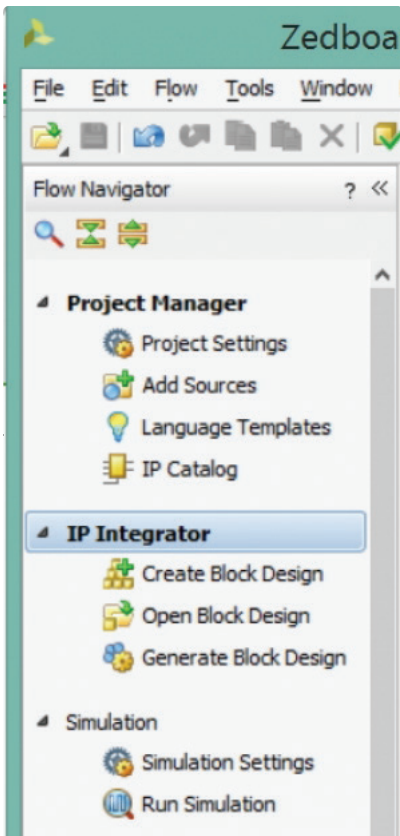 Zedboa
File Edit Flow Tools Window
Flow Navigator ? «
Project Manager
Project Settings
Add Sources
Language Templates
IP Catalog
IP Integrator
Create Block Design
Open Block Design
Generate Block Design
Simulation
Simulation Settings
Run Simulation